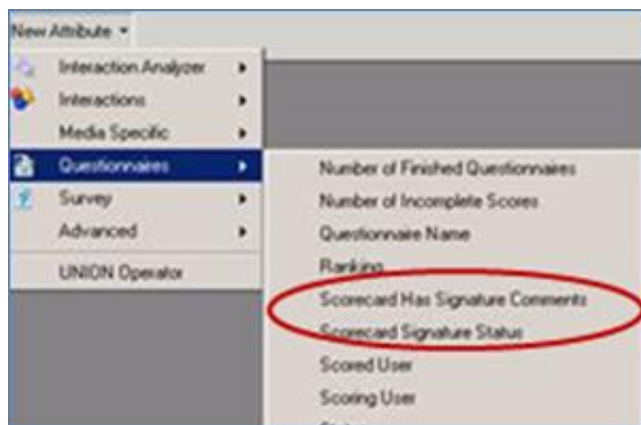 New Attribute
Interaction Analyzer
Interactions
Media Specific
Questionnaires
Survey
Advanced
UNION Operator
Number of Finished Questionnaires
Number of Incomplete Scores
Questionnaire Name
Ranking
Scorecard Has Signature Comments
Scorecard Signature Status
Scored User
Scoring User